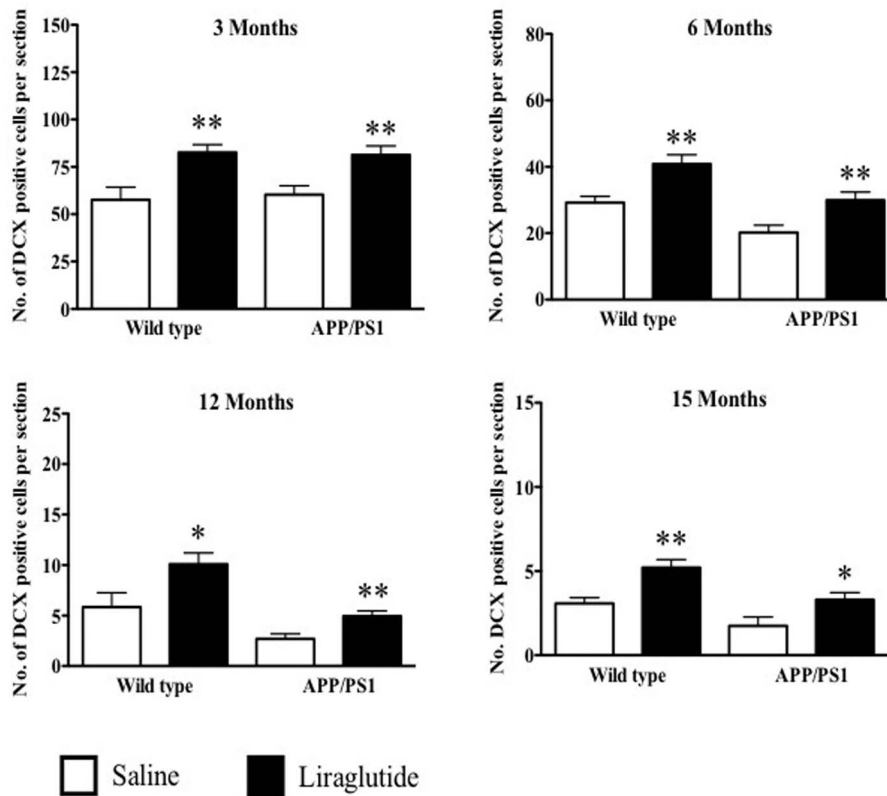 3 Months
No. of DCX positive cells per section
150
125
100
75
50
25
0
** **
Wild type APP/PS1
6 Months
No. of DCX positive cells per section
80
60
40
20
0
** **
Wild type APP/PS1
12 Months
No. of DCX positive cells per section
25
20
15
10
5
0
* **
Wild type APP/PS1
15 Months
No. DCX positive cells per section
15
10
5
0
** *
Wild type APP/PS1
Saline Liraglutide